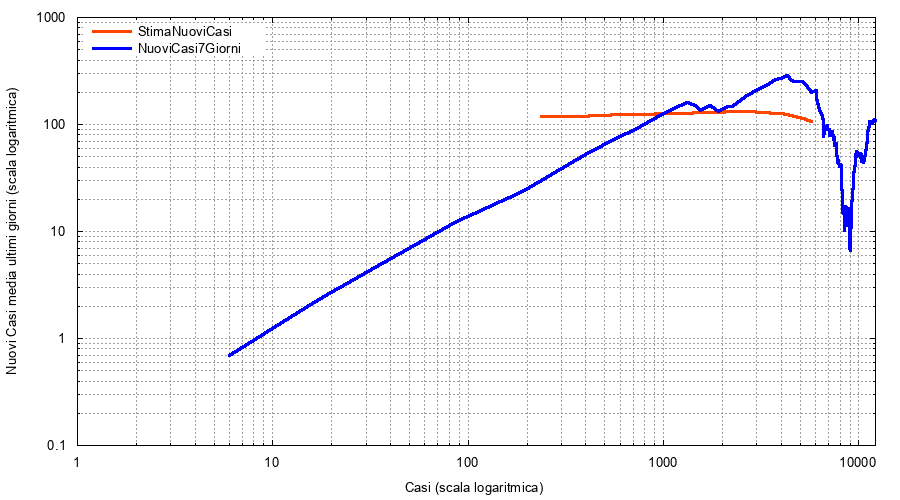 1000
StimaNuoviCasi
NuoviCasi7Giorni
100
10
1
0.1
Nuovi Casi media ultimi giorni (scala logaritmica)
1 10 100 1000 10000
Casi (scala logaritmica)